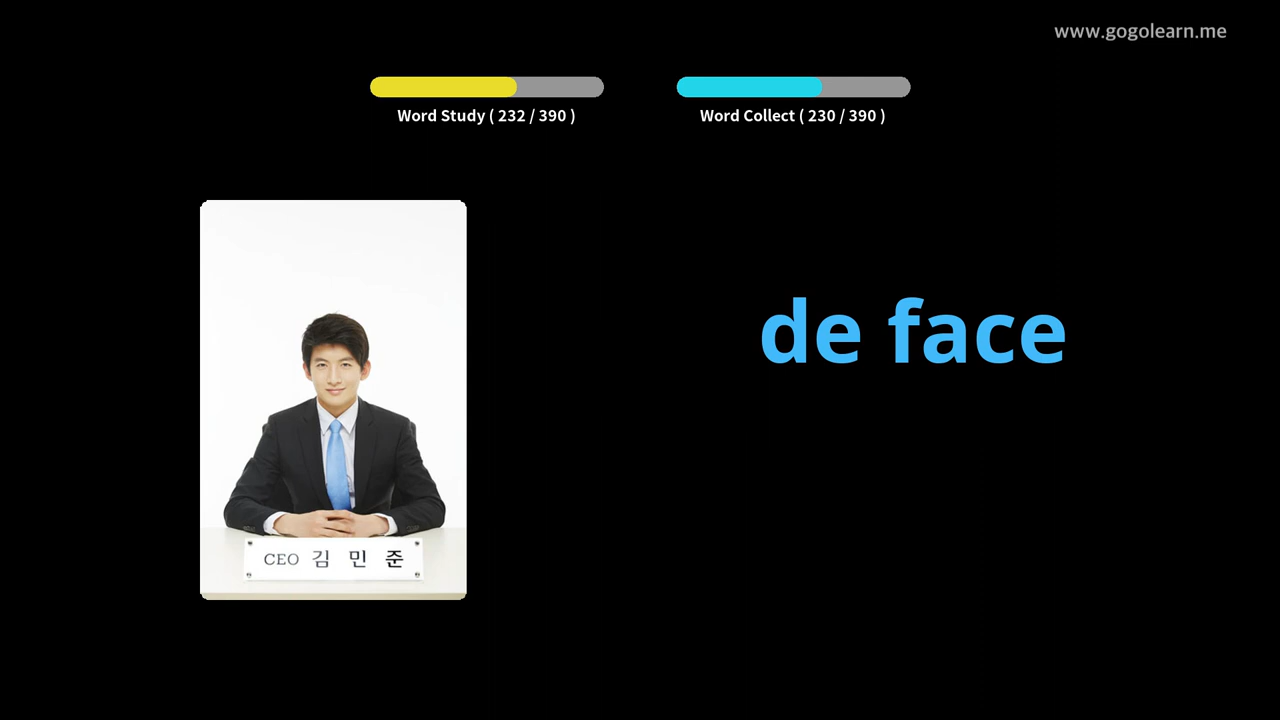 www.gogolearn.me
Word Study ( 232 / 390 )
Word Collect ( 230 / 390 )
de face
CEO 김 민 준